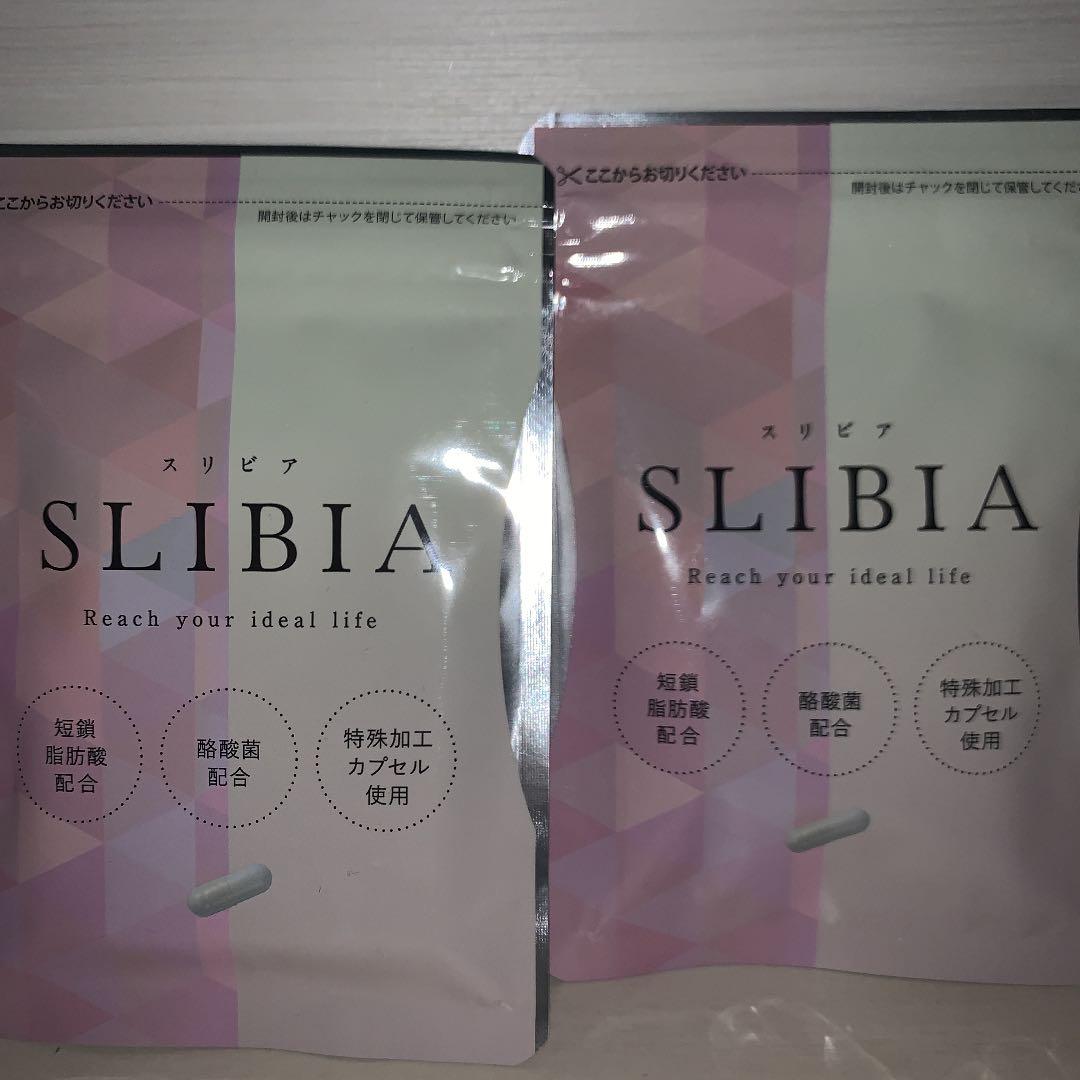 ここからお切りください
開封後はチャックを閉じて保管してください
スリビア
SLIBIA
Reach your ideal life
短鎖
脂肪酸
配合
酪酸菌
配合
特殊加工
カプセル
使用
ここからお切りください
開封後はチャックを閉じて保管してくださ
スリビア
SLIBIA
Reach your ideal life
短鎖
脂肪酸
配合
酪酸菌
配合
特殊加工
カプセル
使用